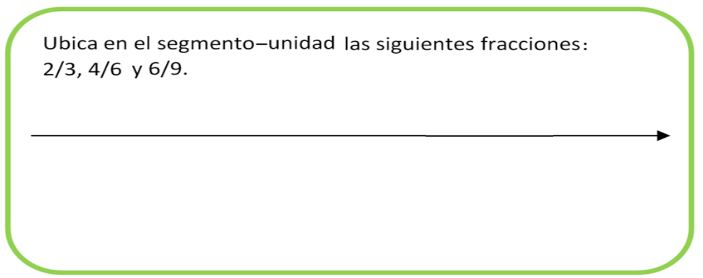 Ubica en el segmento–unidad las siguientes fracciones:
2/3, 4/6 y 6/9.